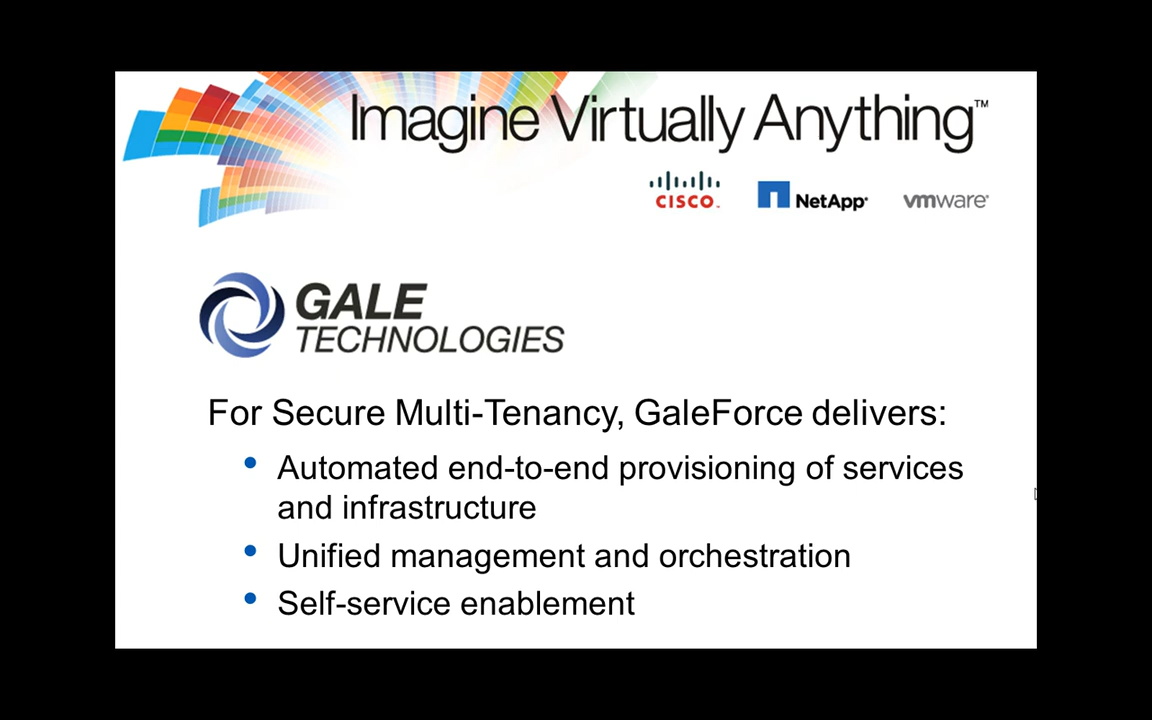 Imagine Virtually Anything™
CISCO NetApp® vmware®
GALE
TECHNOLOGIES
For Secure Multi-Tenancy, GaleForce delivers:
• Automated end-to-end provisioning of services
and infrastructure
• Unified management and orchestration
• Self-service enablement